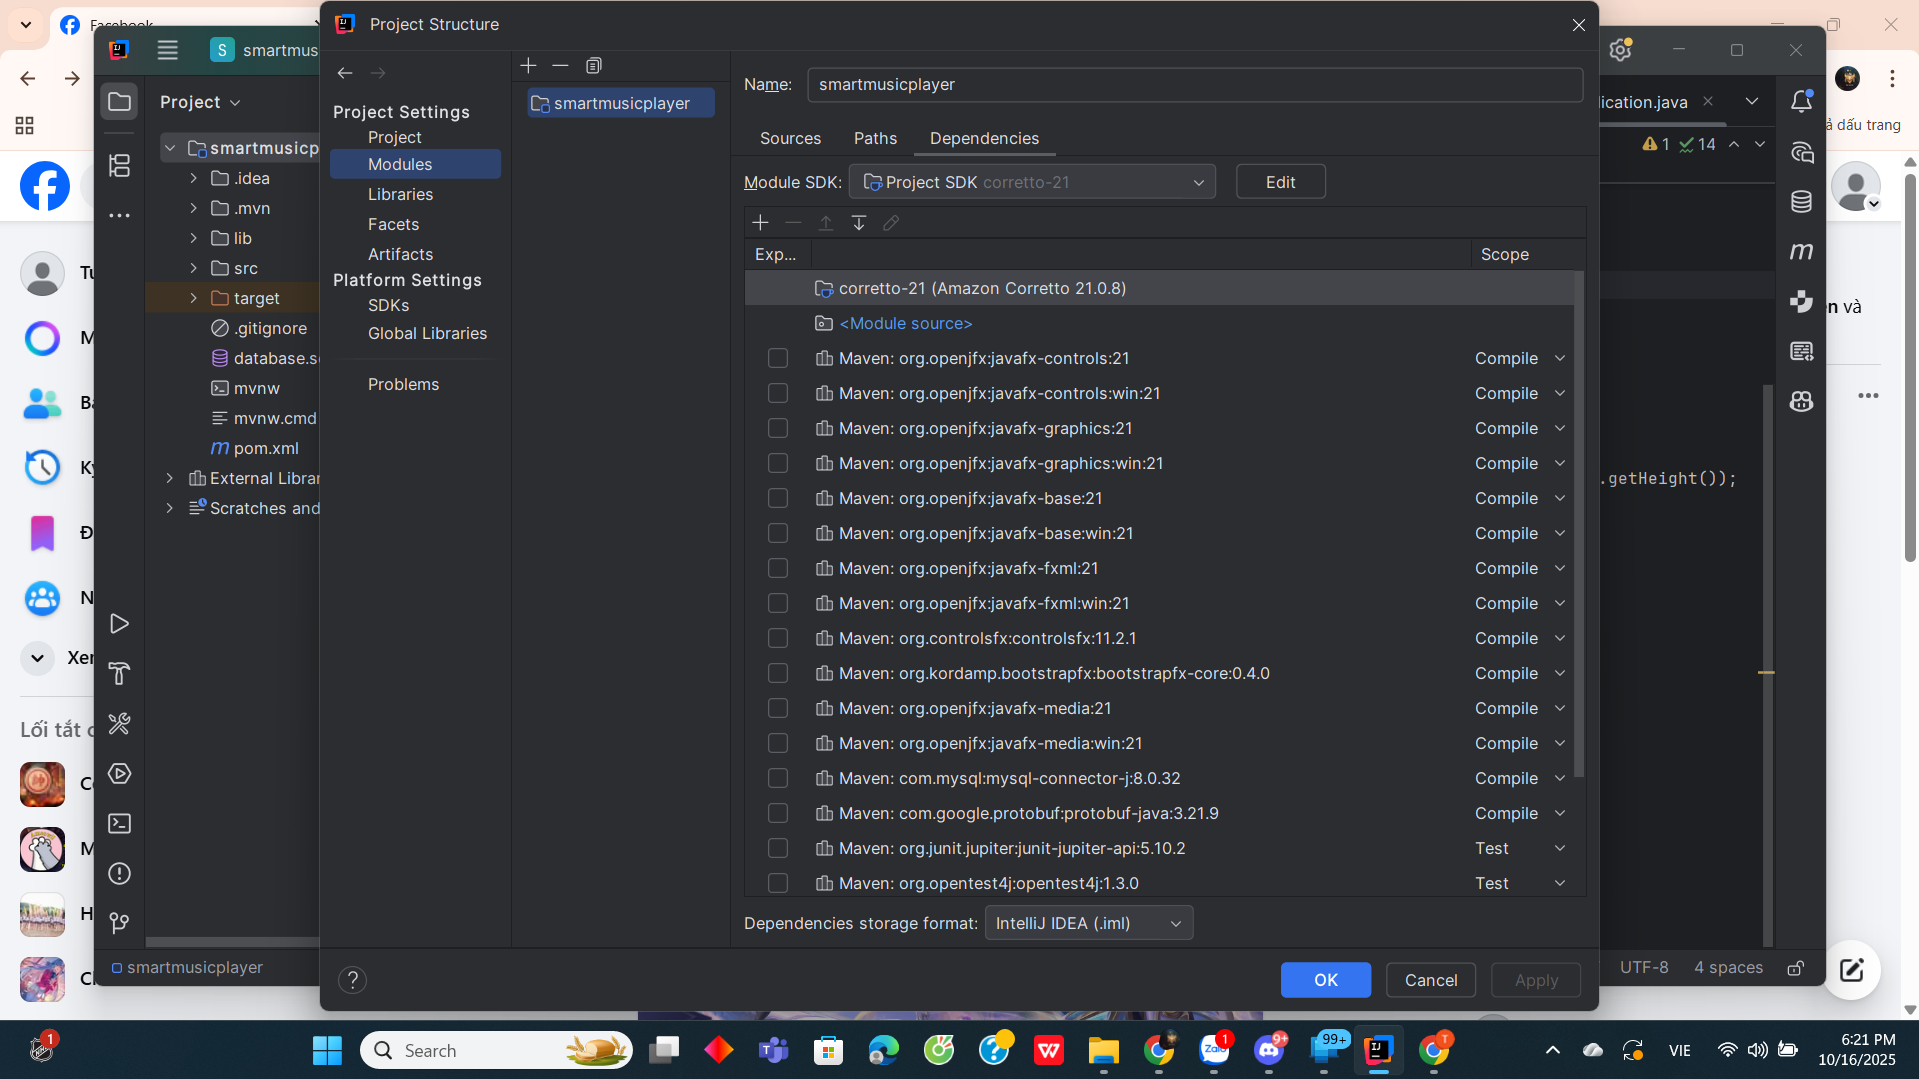 Facebook
Project Structure
S smartmus
Project
smartmusicp
.idea
.mvn
lib
src
target
.gitignore
database.s
mvnw
mvnw.cmd
pom.xml
External Librar
Scratches and
smartmusicplayer
Project Settings
Project
Modules
Libraries
Facets
Artifacts
Platform Settings
SDKs
Global Libraries
Problems
smartmusicplayer
Name: smartmusicplayer
Sources Paths Dependencies
Module SDK: Project SDK corretto-21 Edit
Exp... Scope
corretto-21 (Amazon Corretto 21.0.8)
<Module source>
Maven: org.openjfx:javafx-controls:21 Compile
Maven: org.openjfx:javafx-controls:win:21 Compile
Maven: org.openjfx:javafx-graphics:21 Compile
Maven: org.openjfx:javafx-graphics:win:21 Compile
Maven: org.openjfx:javafx-base:21 Compile
Maven: org.openjfx:javafx-base:win:21 Compile
Maven: org.openjfx:javafx-fxml:21 Compile
Maven: org.openjfx:javafx-fxml:win:21 Compile
Maven: org.controlsfx:controlsfx:11.2.1 Compile
Maven: org.kordamp.bootstrapfx:bootstrapfx-core:0.4.0 Compile
Maven: org.openjfx:javafx-media:21 Compile
Maven: org.openjfx:javafx-media:win:21 Compile
Maven: com.mysql:mysql-connector-j:8.0.32 Compile
Maven: com.google.protobuf:protobuf-java:3.21.9 Compile
Maven: org.junit.jupiter:junit-jupiter-api:5.10.2 Test
Maven: org.opentest4j:opentest4j:1.3.0 Test
Dependencies storage format: IntelliJ IDEA (.iml)
? OK Cancel Apply
lication.java
1 14
.getHeight());
UTF-8 4 spaces
dấu trang
và
Lối tắt
1
Search
Zalo 1
9+
99+
T
VIE
6:21 PM
10/16/2025